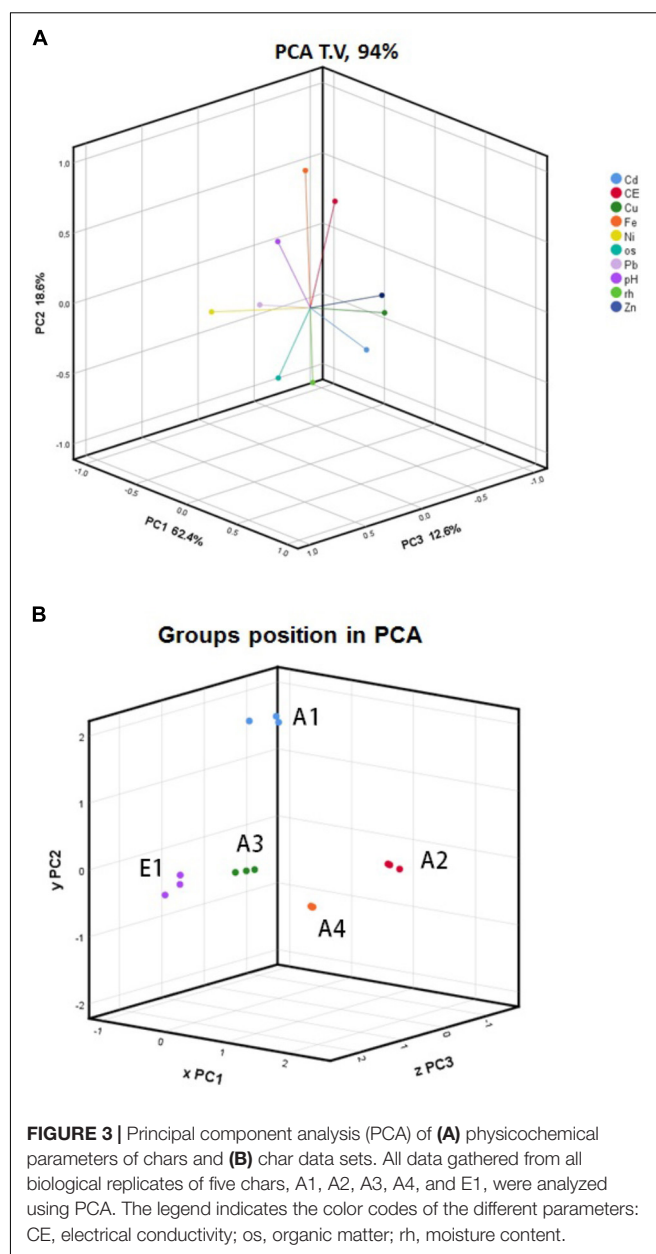 A
PCA T.V, 94%
1.0
0.5
0.0
-0.5
-1.0
PC2 18.6%
-1.0
-0.5
0.0
0.5
1.0
PC1 62.4%
1.0
0.5
0.0
-0.5
-1.0
PC3 12.6%
Cd
CE
Cu
Fe
Ni
os
Pb
pH
rh
Zn
B
Groups position in PCA
2
1
0
-1
-2
y PC2
A1
A3
E1
A2
A4
-1
0
1
2
x PC1
2
1
0
-1
z PC3
FIGURE 3 | Principal component analysis (PCA) of (A) physicochemical
parameters of chars and (B) char data sets. All data gathered from all
biological replicates of five chars, A1, A2, A3, A4, and E1, were analyzed
using PCA. The legend indicates the color codes of the different parameters:
CE, electrical conductivity; os, organic matter; rh, moisture content.